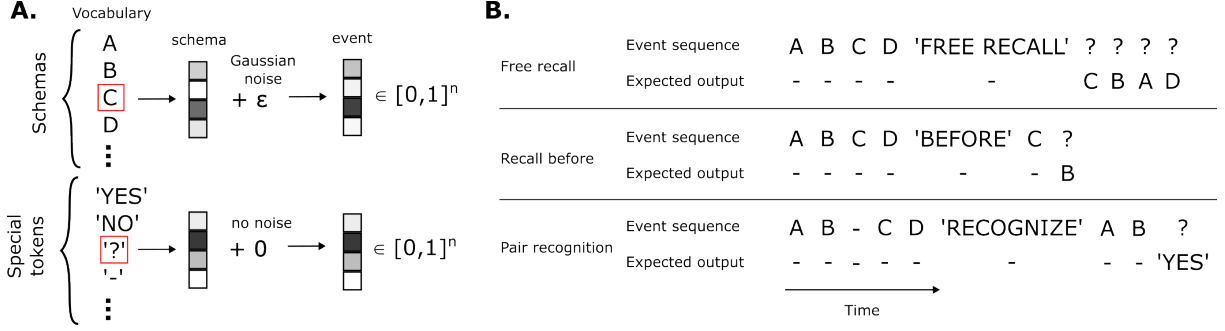 A.
Vocabulary
Schemas
A
B
C
D
⋮
schema
Gaussian
noise
+ ε
event
∈ [0,1]ⁿ
Special
tokens
'YES'
'NO'
'?'
'-'
⋮
no noise
+ 0
∈ [0,1]ⁿ
B.
Free recall
Event sequence A B C D 'FREE RECALL' ? ? ? ?
Expected output - - - - - C B A D
Recall before
Event sequence A B C D 'BEFORE' C ?
Expected output - - - - - - B
Pair recognition
Event sequence A B - C D 'RECOGNIZE' A B ?
Expected output - - - - - - - - 'YES'
Time